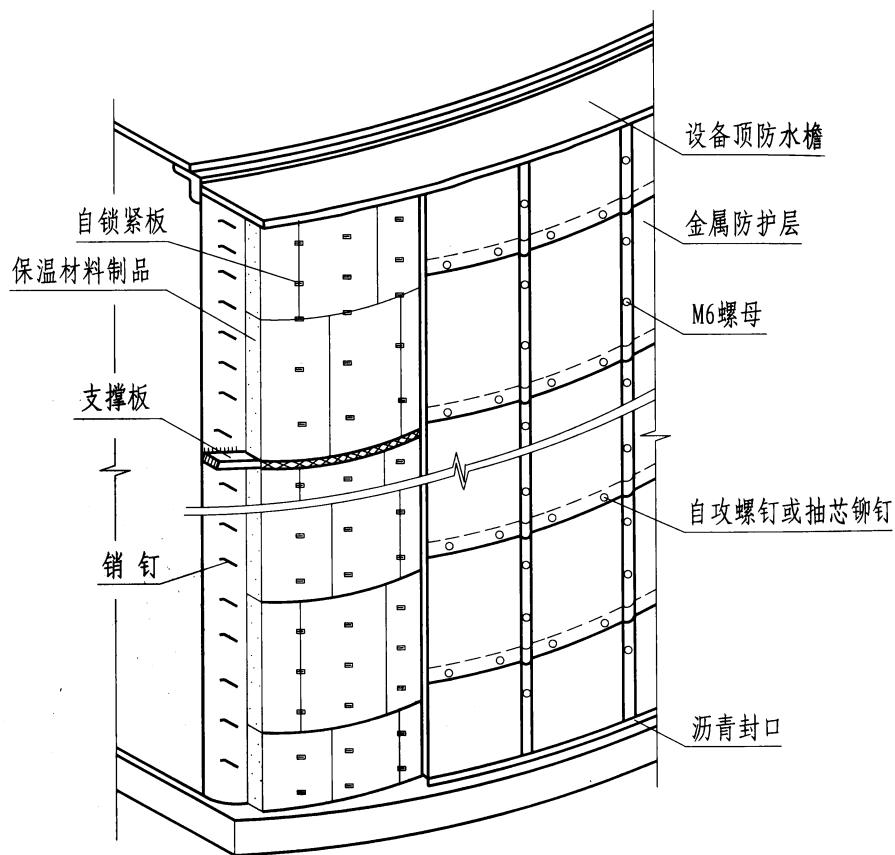 设备顶防水檐
自锁紧板
金属防护层
保温材料制品
M6螺母
支撑板
自攻螺钉或抽芯铆钉
销 钉
沥青封口